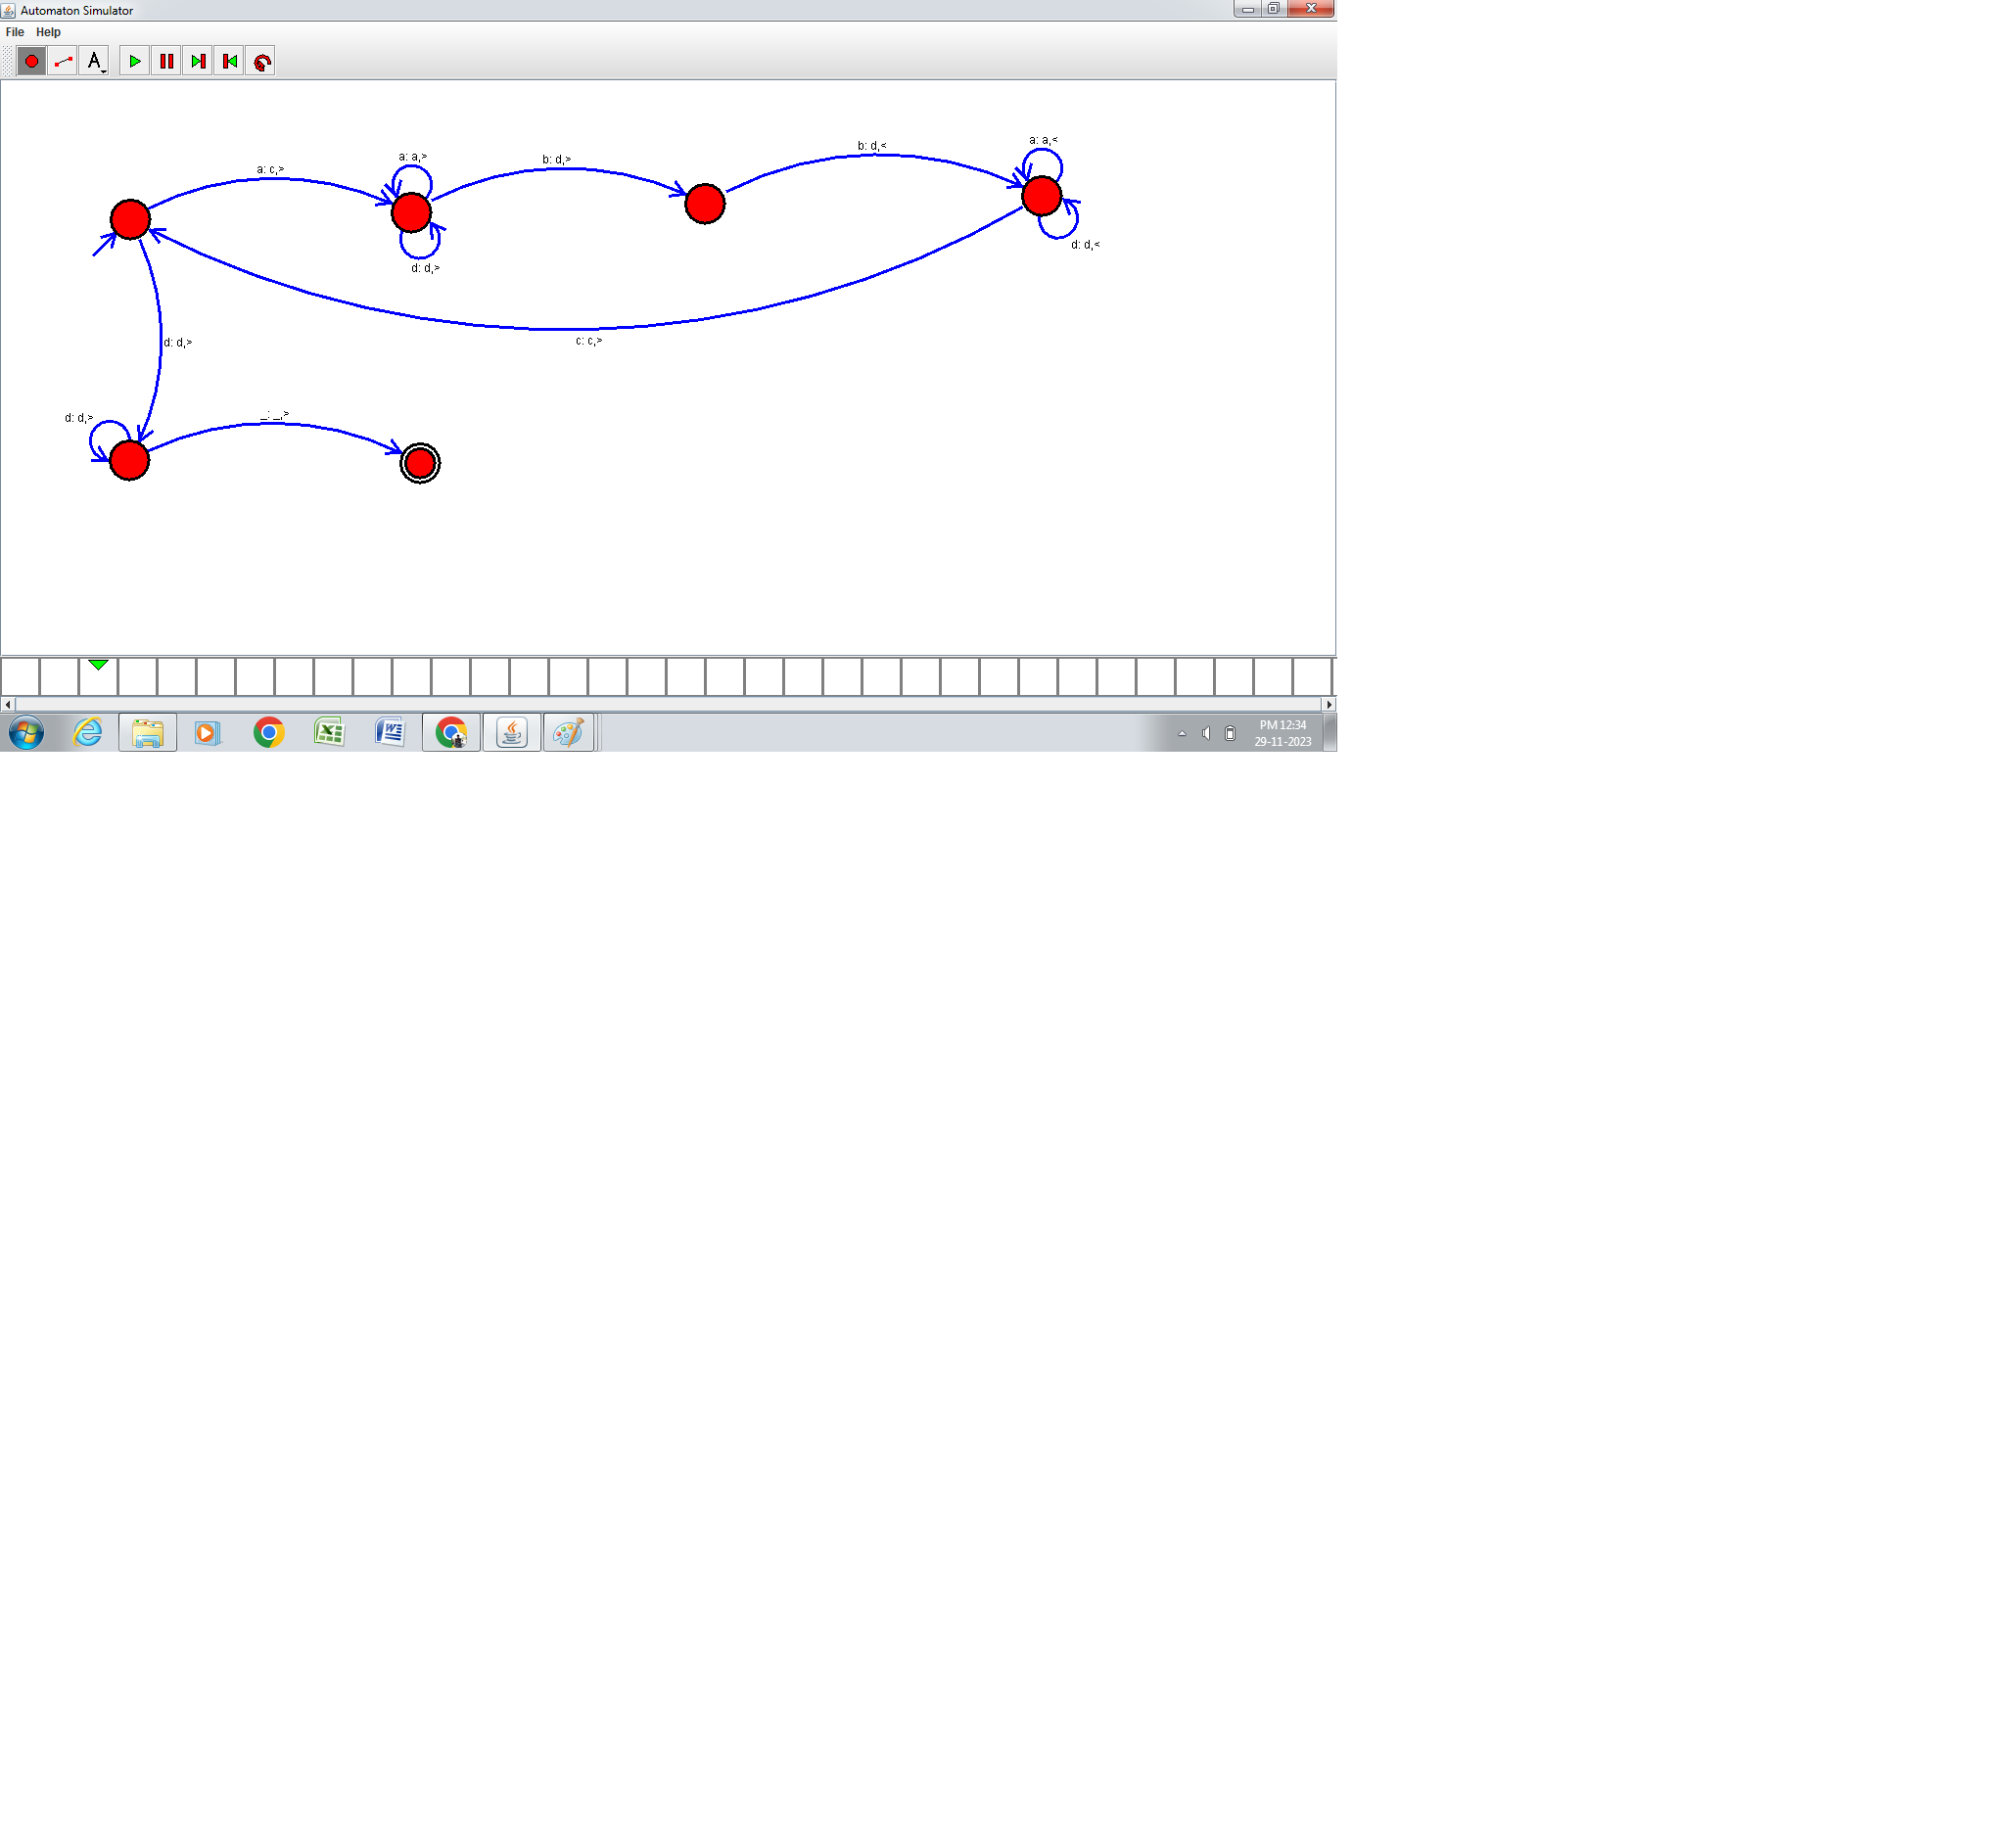 Automaton Simulator
File Help
A
a: a,<
b: d,<
a: a,>
b: d,>
a: c,>
d: d,<
d: d,>
c: c,>
d: d,>
d: d,>
_: _,>
PM 12:34
29-11-2023